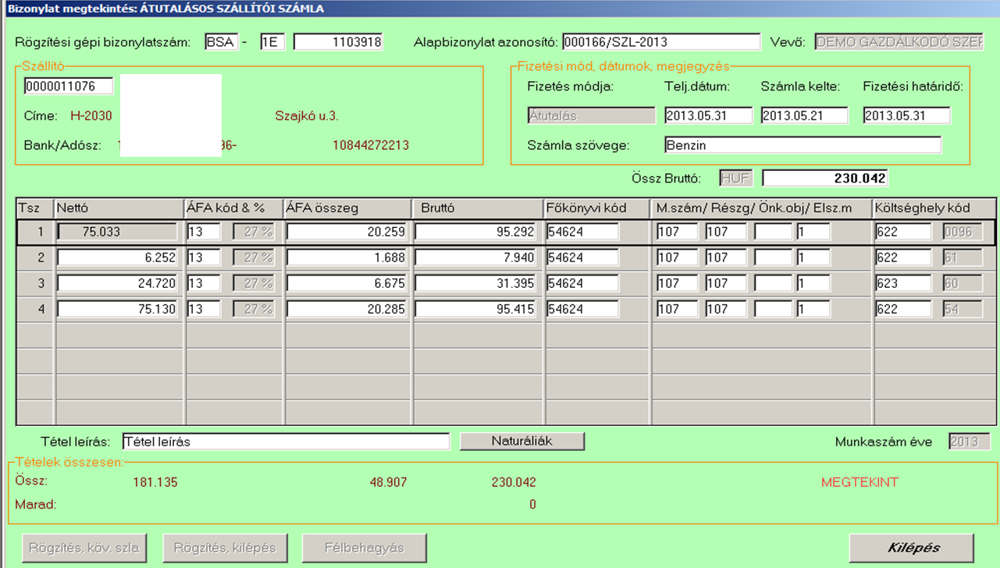 Bizonylat megtekintés: ÁTUTALÁSOS SZÁLLÍTÓI SZÁMLA
Rögzítési gépi bizonylatszám: BSA - 1E 1103918 Alapbizonylat azonosító: 000166/SZL-2013 Vevő: DEMO GAZDÁLKODÓ
Szállító Fizetési mód, dátumok, megjegyzés
0000011076 Fizetés módja: Telj.dátum: Számla kelte: Fizetési határidő:
Címe: H-2030 Szajkó u.3. Átutalás 2013.05.31 2013.05.21 2013.05.31
Bank/Adósz: 96- 10844272213 Számla szövege: Benzin
Össz Bruttó: HUF 230.042
Tsz Nettó ÁFA kód & % ÁFA összeg Bruttó Főkönyvi kód M.szám/ Részg/ Önk.obj/ Elsz.m Költséghely kód
1 75.033 13 27 % 20.259 95.292 54624 107 107 1 622 0096
2 6.252 13 27 % 1.688 7.940 54624 107 107 1 622 61
3 24.720 13 27 % 6.675 31.395 54624 107 107 1 623 60
4 75.130 13 27 % 20.285 95.415 54624 107 107 1 622 54
Tétel leírás: Tétel leírás Naturáliák Munkaszám éve 2013
Tételek összesen:
Össz: 181.135 48.907 230.042 MEGTEKINT
Marad: 0
Rögzítés, köv. szla Rögzítés, kilépés Félbehagyás Kilépés